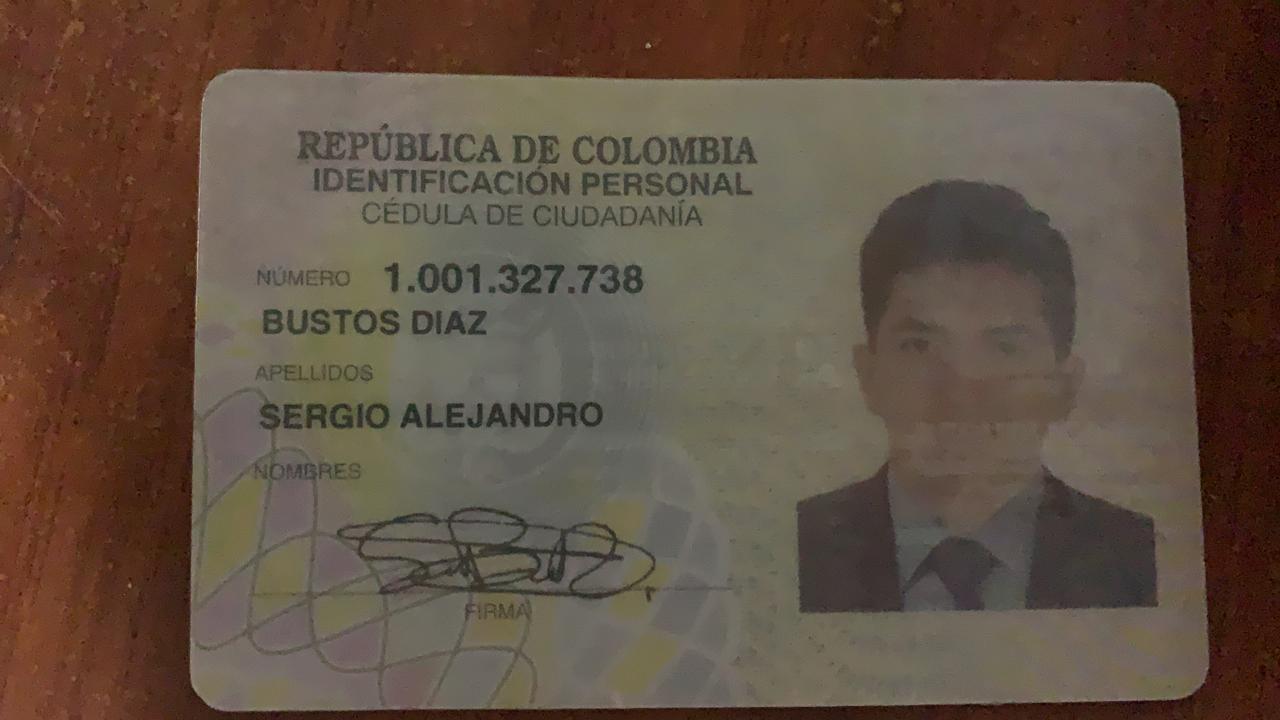 REPÚBLICA DE COLOMBIA
IDENTIFICACIÓN PERSONAL
CÉDULA DE CIUDADANÍA
NÚMERO 1.001.327.738
BUSTOS DIAZ
APELLIDOS
SERGIO ALEJANDRO
NOMBRES
FIRMA